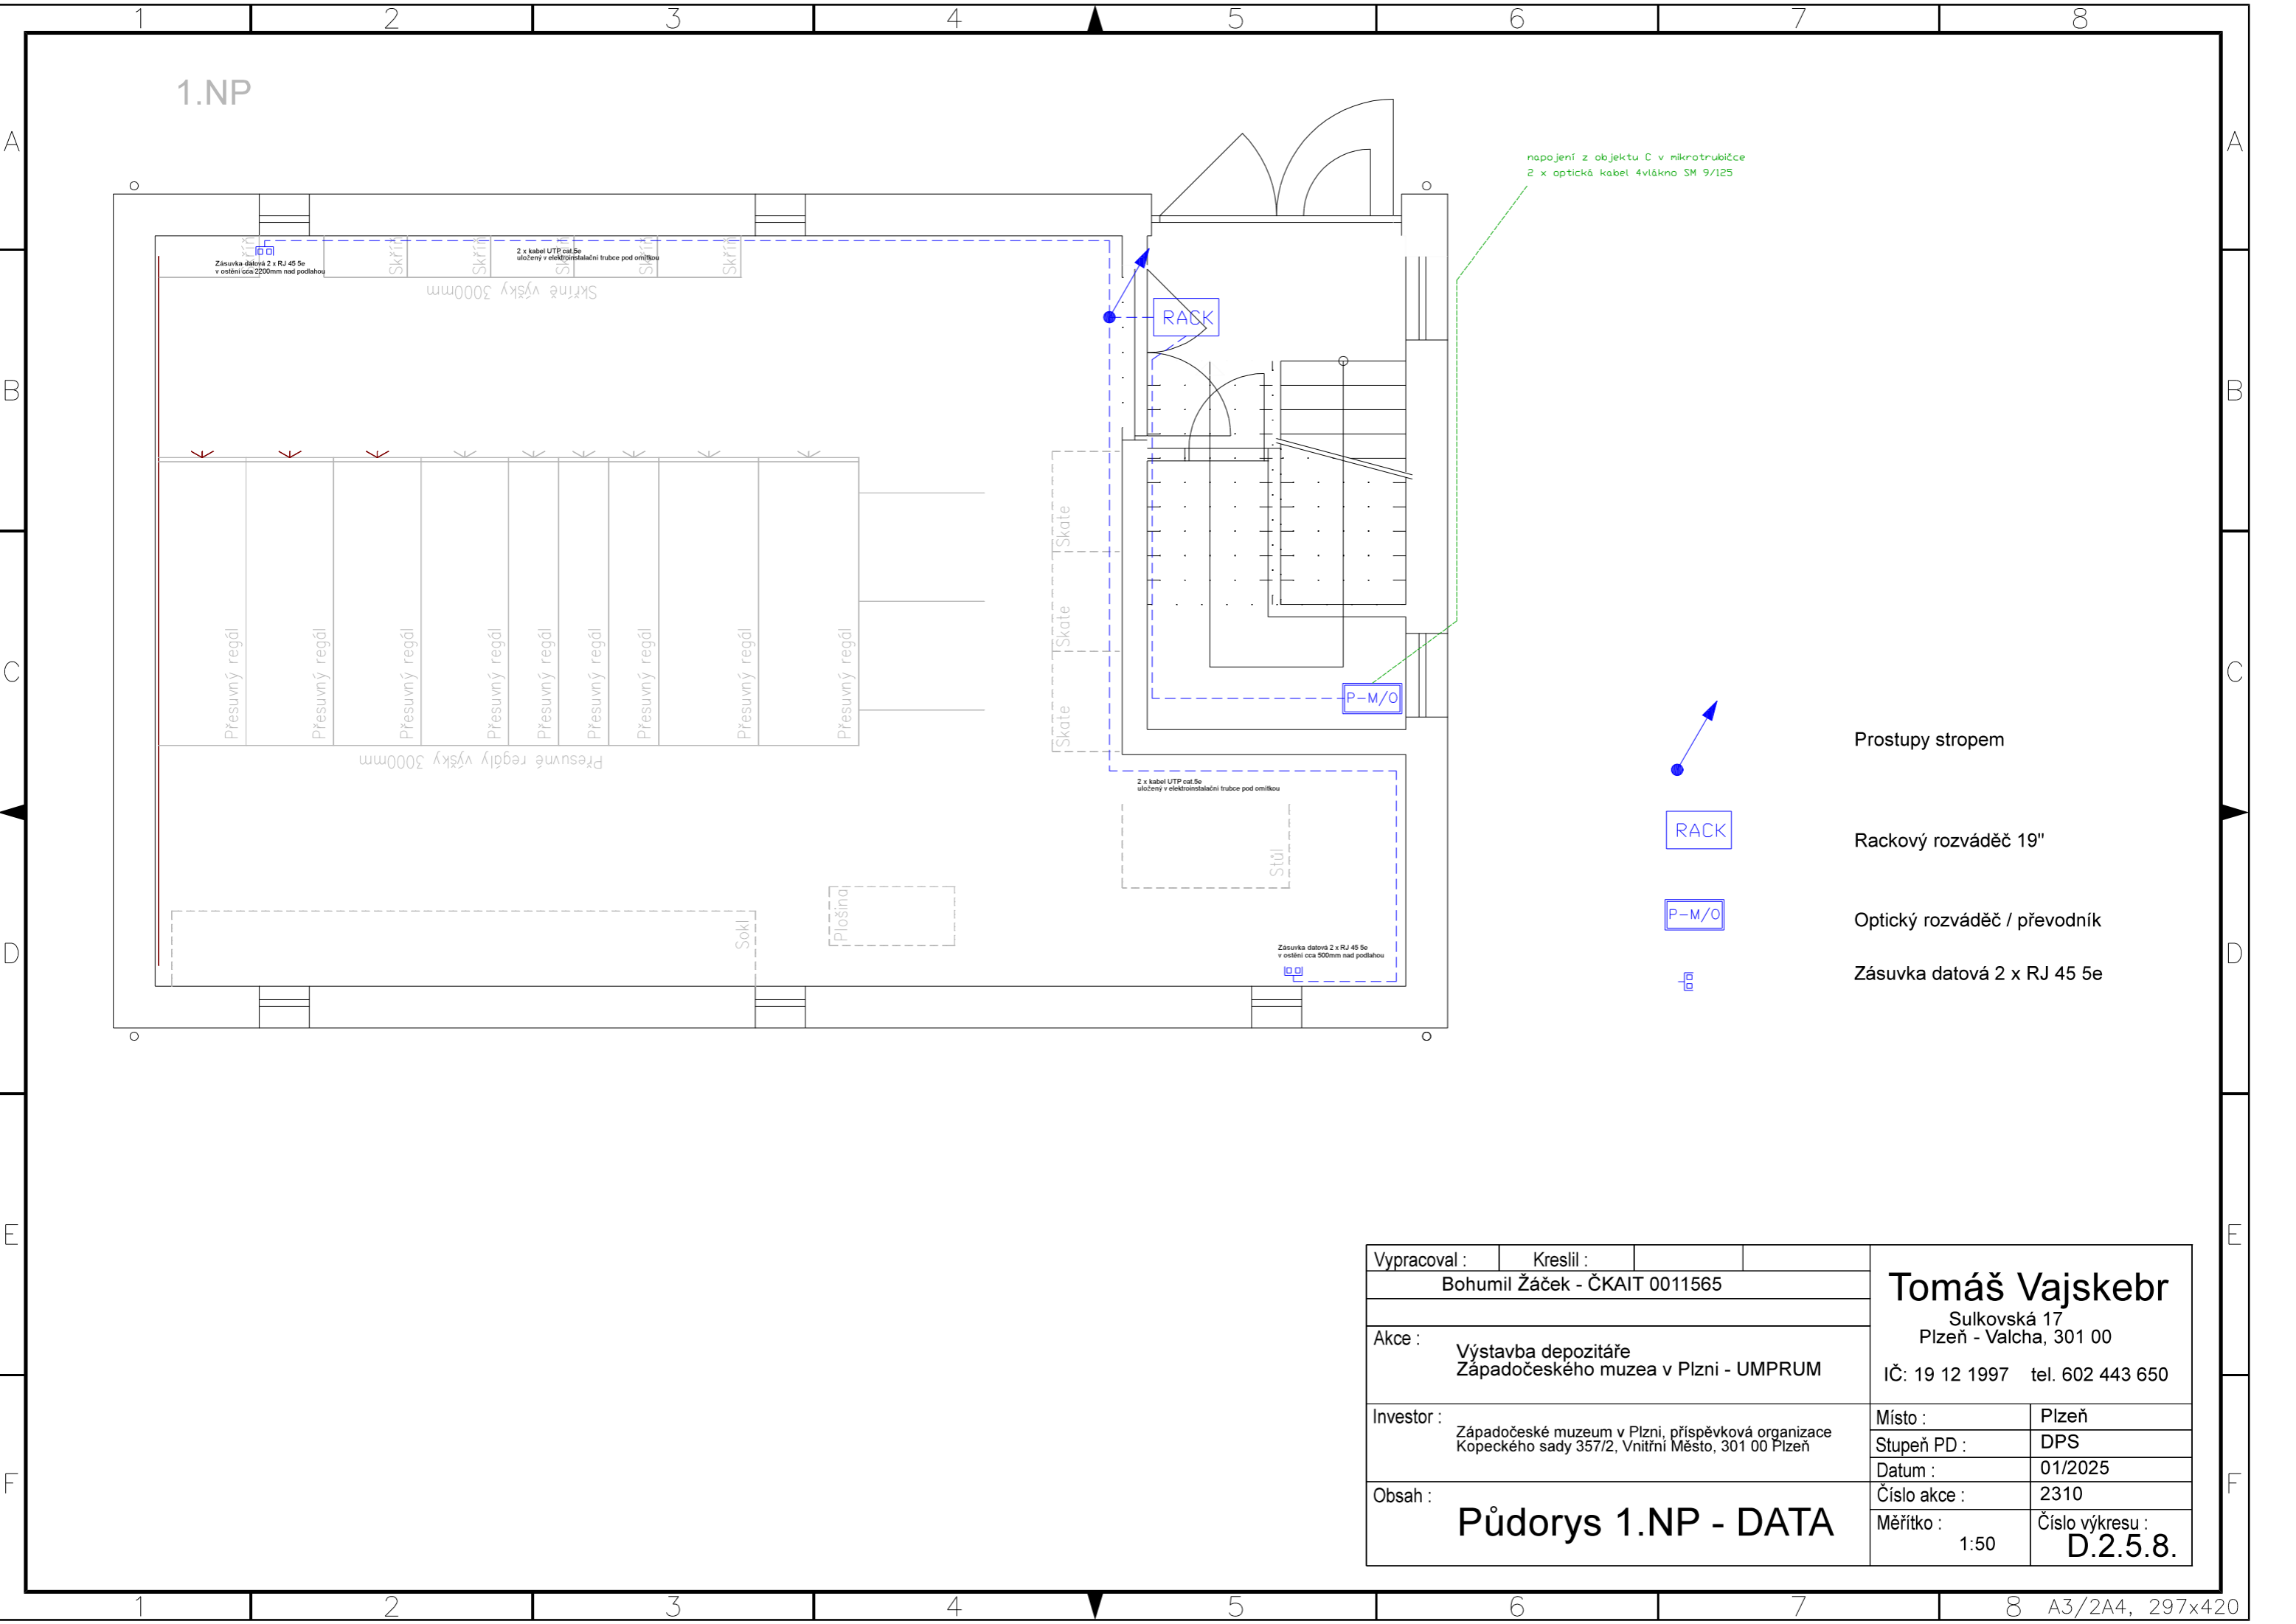 1 2 3 4 5 6 7 8
A A
B B
C C
D D
E E
F F
1.NP
napojení z objektu C v mikrotrubičce
2 x optická kabel 4vlákno SM 9/125
Skříň
Skříň
Skříň
Skříň
Skříň
Skříň
Zásuvka datová 2 x RJ 45 5e
v ostění cca 2200mm nad podlahou
2 x kabel UTP cat.5e
uložený v elektroinstalační trubce pod omítkou
Skříně výšky 3000mm
RACK
Přesuvný regál
Přesuvný regál
Přesuvný regál
Přesuvný regál
Přesuvný regál
Přesuvný regál
Přesuvný regál
Přesuvný regál
Přesuvný regál
Přesuvné regály výšky 3000mm
Skate
Skate
Skate
P-M/O
2 x kabel UTP cat.5e
uložený v elektroinstalační trubce pod omítkou
Stůl
Plošina
Sokl
Zásuvka datová 2 x RJ 45 5e
v ostění cca 500mm nad podlahou
Prostupy stropem
RACK
Rackový rozváděč 19"
P-M/O
Optický rozváděč / převodník
Zásuvka datová 2 x RJ 45 5e
Vypracoval : Kreslil :
Bohumil Žáček - ČKAIT 0011565
Tomáš Vajskebr
Sulkovská 17
Plzeň - Valcha, 301 00
IČ: 19 12 1997 tel. 602 443 650
Akce :
Výstavba depozitáře
Západočeského muzea v Plzni - UMPRUM
Investor :
Západočeské muzeum v Plzni, příspěvková organizace
Kopeckého sady 357/2, Vnitřní Město, 301 00 Plzeň
Místo : Plzeň
Stupeň PD : DPS
Datum : 01/2025
Číslo akce : 2310
Obsah :
Půdorys 1.NP - DATA
Měřítko :
1:50
Číslo výkresu :
D.2.5.8.
1 2 3 4 5 6 7 8
A3/2A4, 297x420